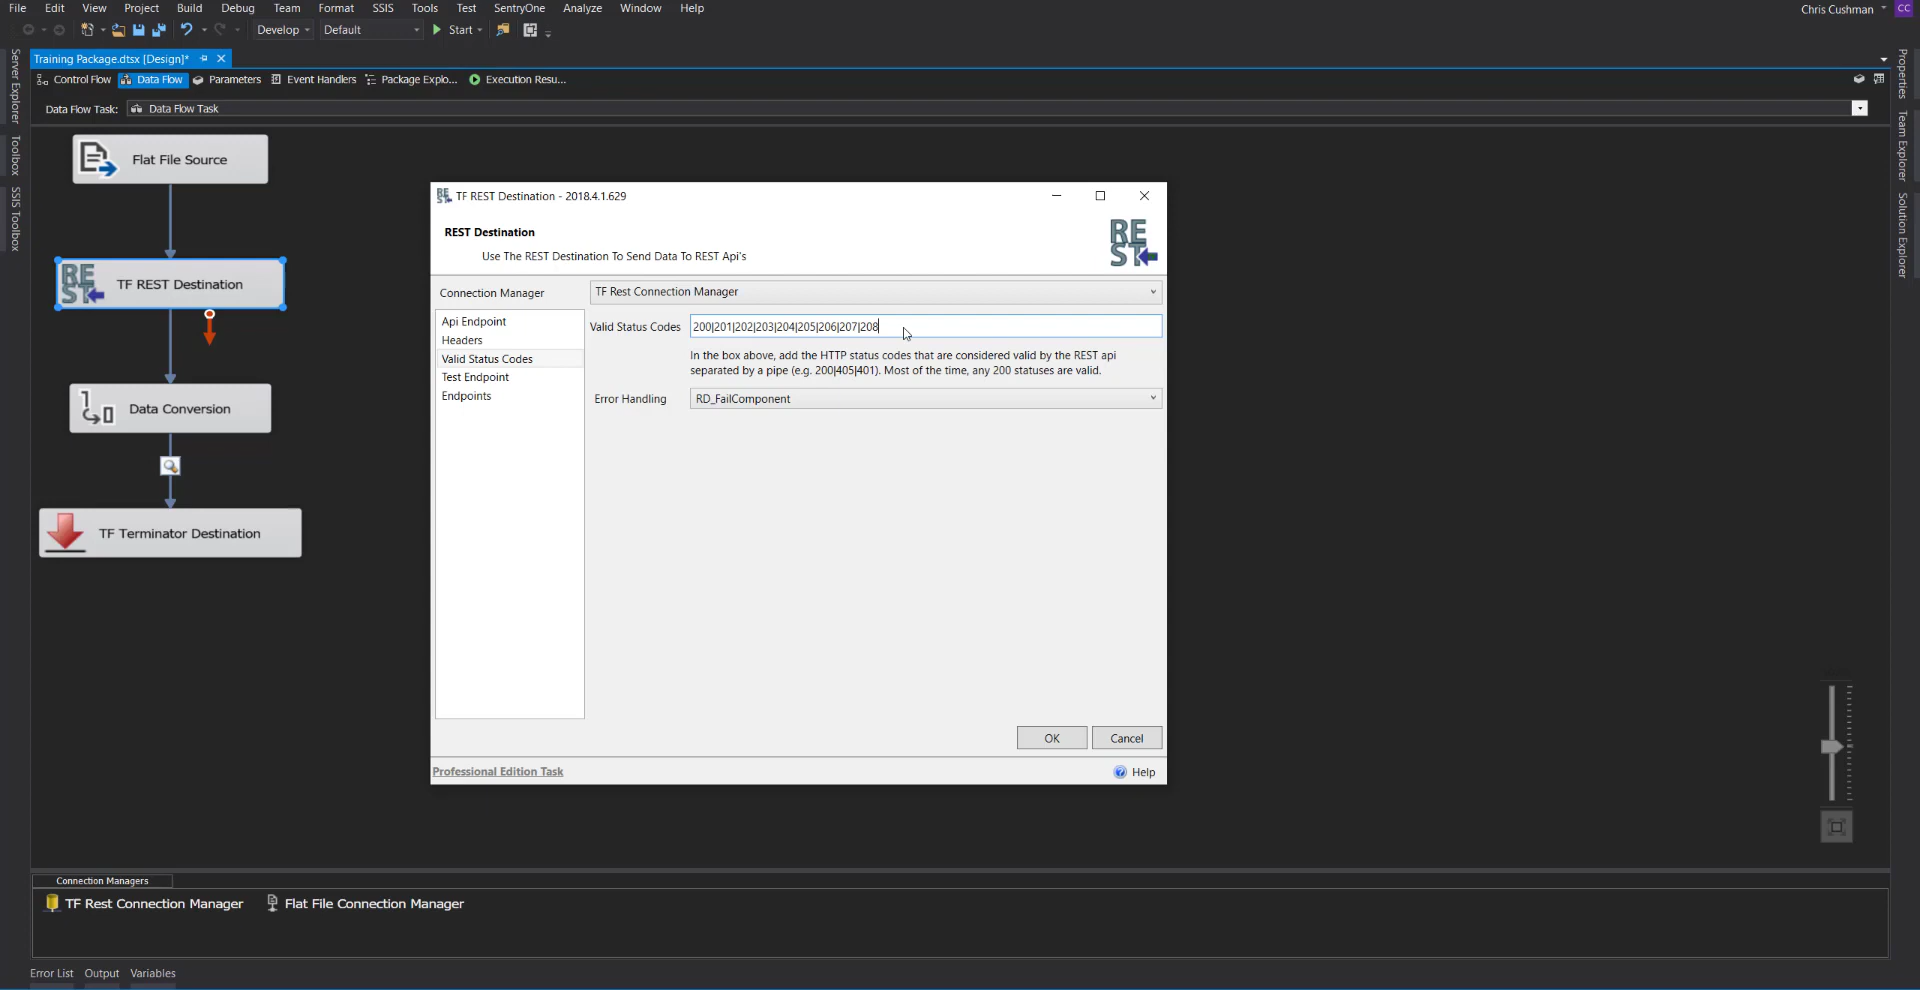 File Edit View Project Build Debug Team Format SSIS Tools Test SentryOne Analyze Window Help
Chris Cushman CC
Develop Default Start
Training Package.dtsx [Design]*
Control Flow Data Flow Parameters Event Handlers Package Explo... Execution Resu...
Data Flow Task: Data Flow Task
Server Explorer
Toolbox
SSIS Toolbox
Flat File Source
REST TF REST Destination
Data Conversion
TF Terminator Destination
TF REST Destination - 2018.4.1.629
REST Destination
Use The REST Destination To Send Data To REST Api's
RE
ST
Connection Manager TF Rest Connection Manager
Api Endpoint
Headers
Valid Status Codes
Test Endpoint
Endpoints
Valid Status Codes 200|201|202|203|204|205|206|207|208
In the box above, add the HTTP status codes that are considered valid by the REST api
separated by a pipe (e.g. 200|405|401). Most of the time, any 200 statuses are valid.
Error Handling RD_FailComponent
OK Cancel
Professional Edition Task Help
Properties
Team Explorer
Solution Explorer
Connection Managers
TF Rest Connection Manager Flat File Connection Manager
Error List Output Variables